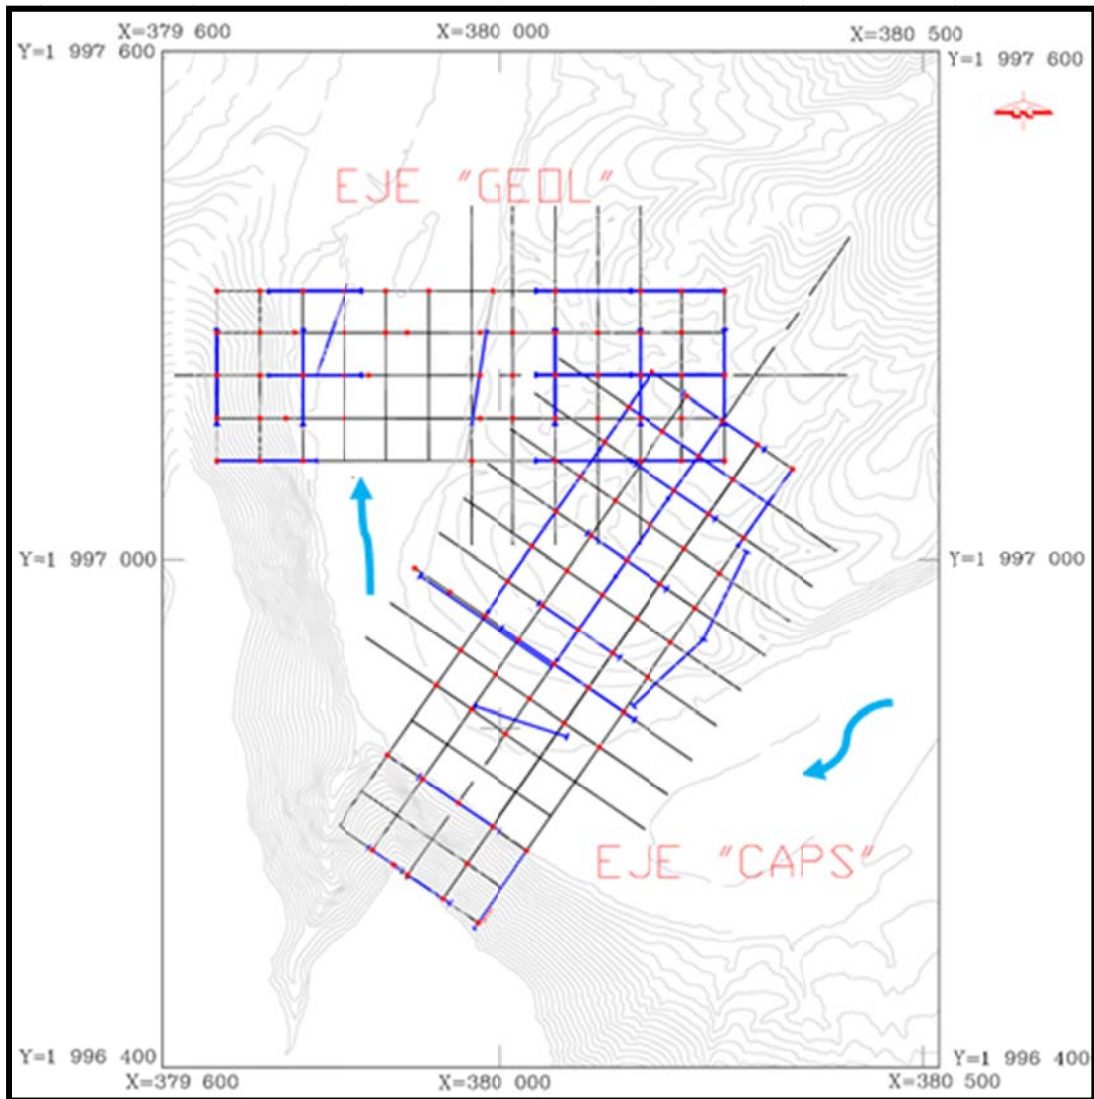 X=379 600 X=380 000 X=380 500
Y=1 997 600 Y=1 997 600
EJE "GEOL"
Y=1 997 000 Y=1 997 000
EJE "CAPS"
Y=1 996 400 Y=1 996 400
X=379 600 X=380 000 X=380 500